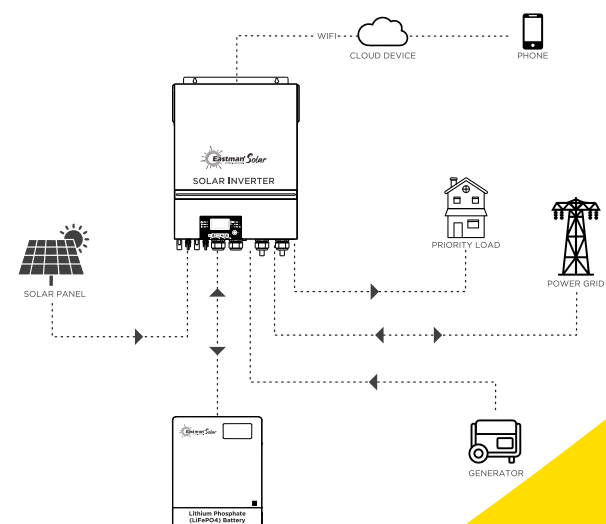 WIFI
CLOUD DEVICE
PHONE
Eastman Solar
SOLAR INVERTER
PRIORITY LOAD
POWER GRID
SOLAR PANEL
Eastman Solar
GENERATOR
Lithium Phosphate
(LiFePO4) Battery